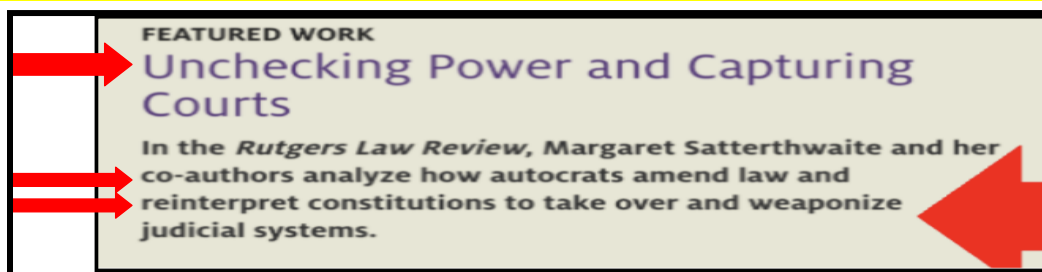 FEATURED WORK
Unchecking Power and Capturing
Courts
In the Rutgers Law Review, Margaret Satterthwaite and her
co-authors analyze how autocrats amend law and
reinterpret constitutions to take over and weaponize
judicial systems.